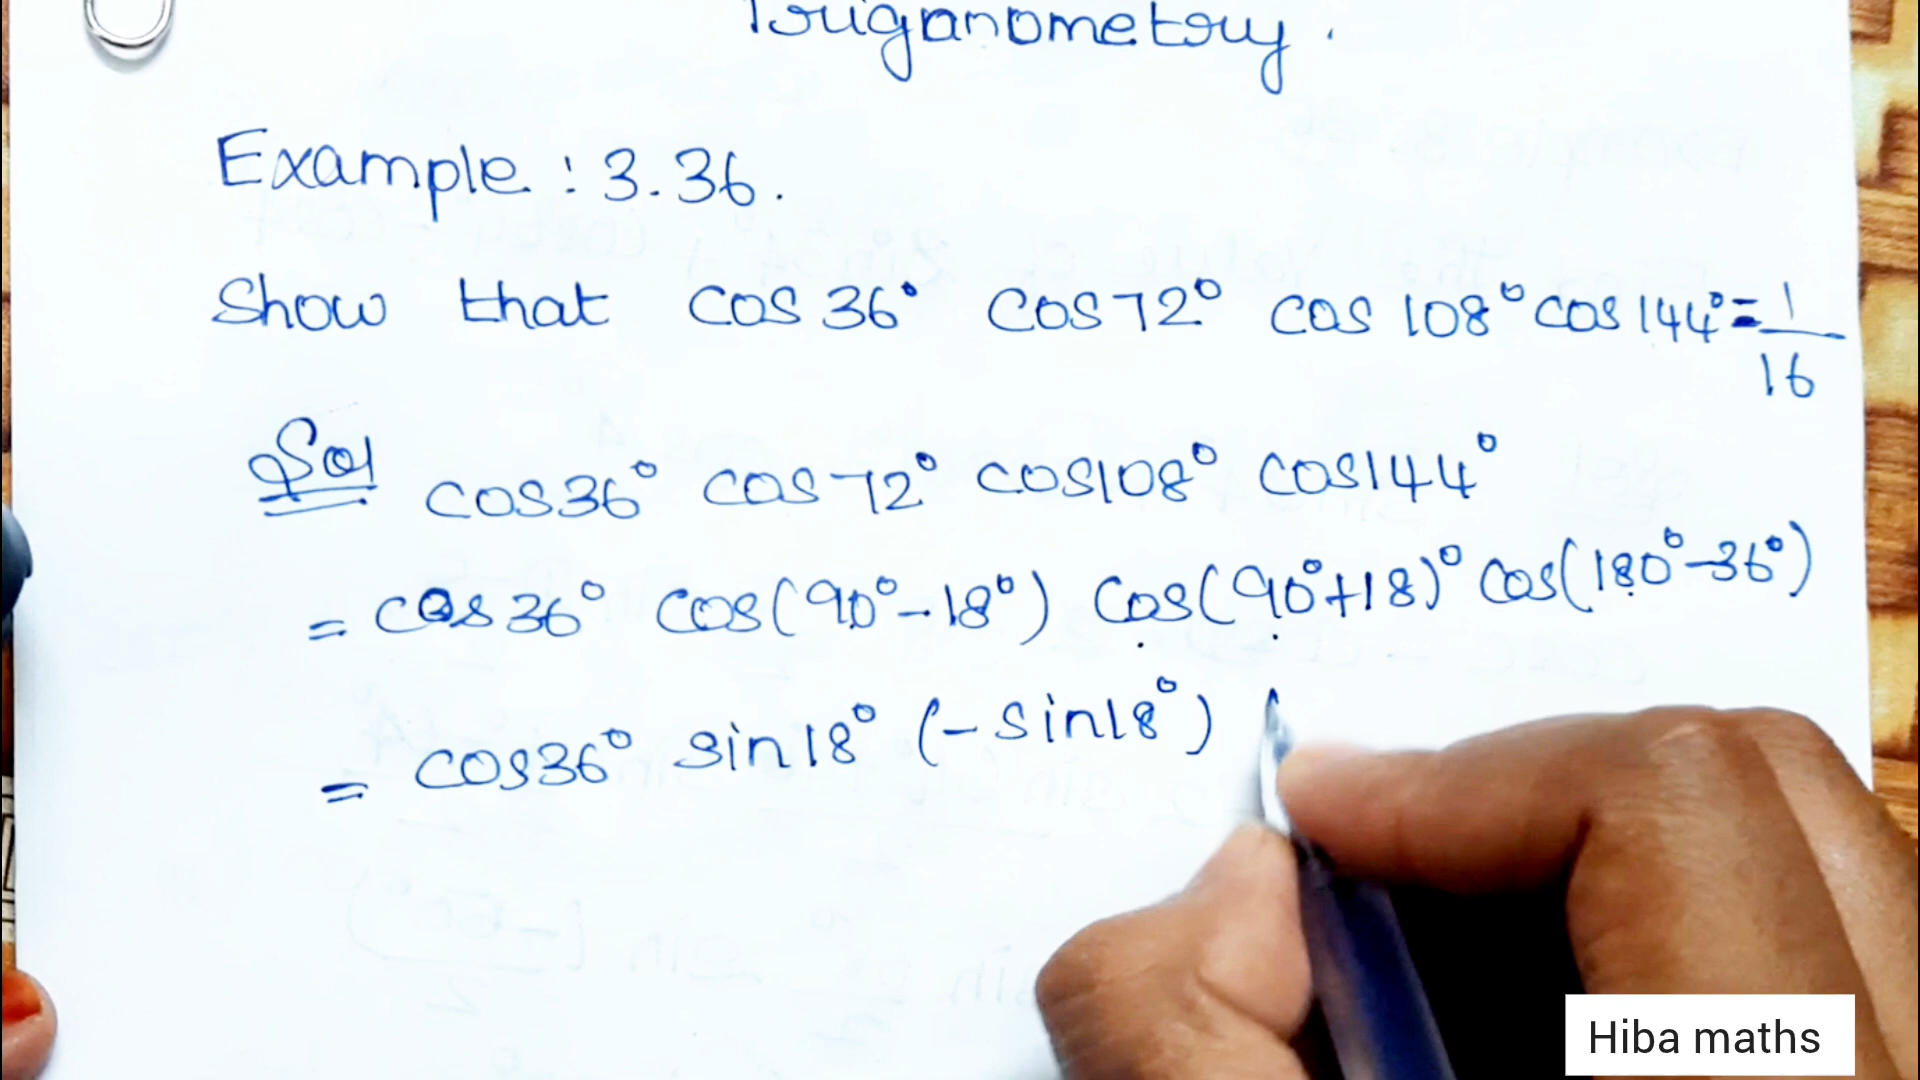 Triganometry.
Example : 3.36.
Show that cos 36° cos 72° cos 108° cos 144° = 1/16
Sol cos 36° cos 72° cos 108° cos 144°
= cos 36° cos (90° - 18°) cos (90° + 18)° cos (180° - 36°)
= cos 36° sin 18° (- sin 18°)
Hiba maths